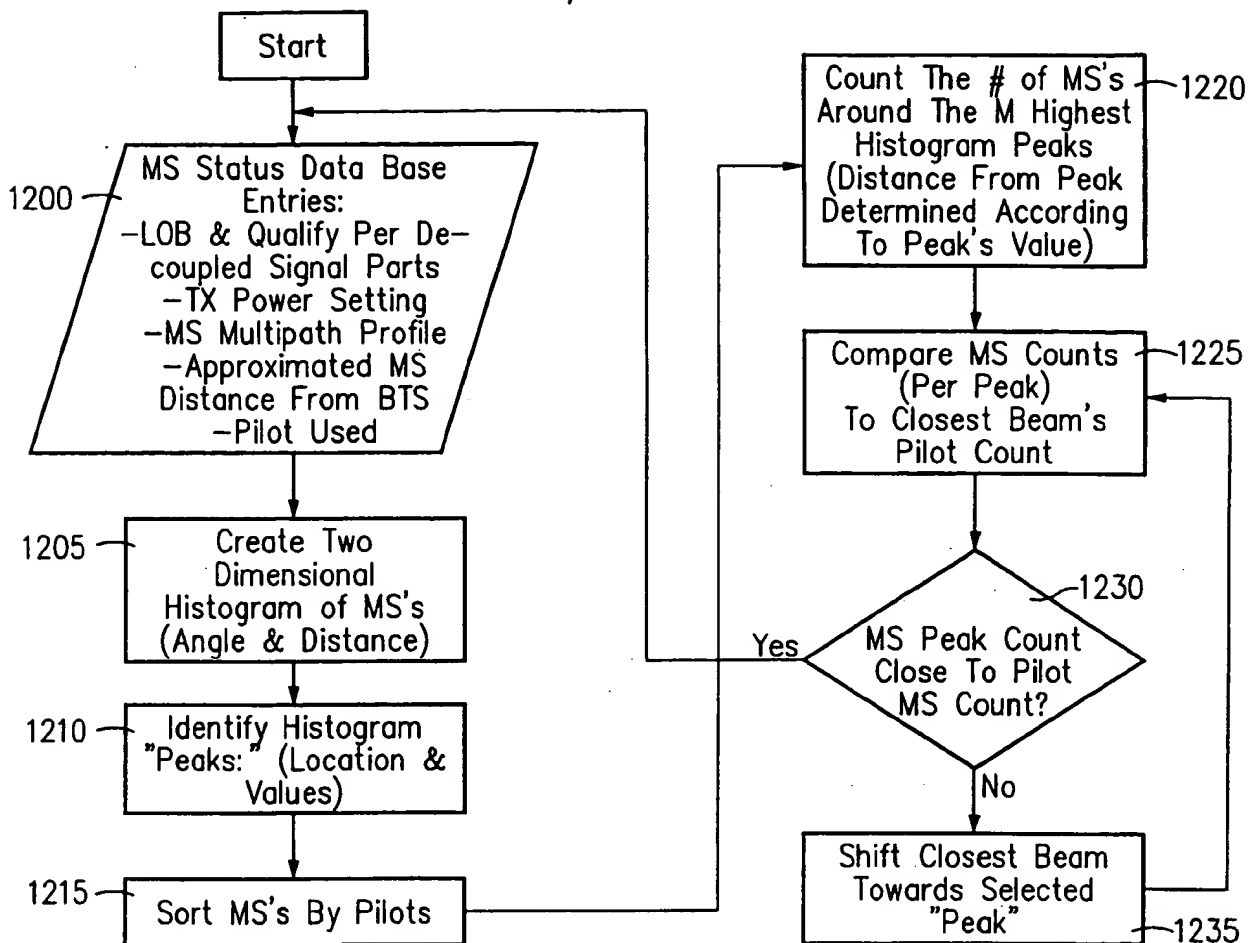 Start
1200
MS Status Data Base
Entries:
-LOB & Qualify Per De-
coupled Signal Parts
-TX Power Setting
-MS Multipath Profile
-Approximated MS
Distance From BTS
-Pilot Used
1205
Create Two
Dimensional
Histogram of MS's
(Angle & Distance)
1210
Identify Histogram
"Peaks:" (Location &
Values)
1215
Sort MS's By Pilots
Count The # of MS's
Around The M Highest
Histogram Peaks
(Distance From Peak
Determined According
To Peak's Value)
1220
Compare MS Counts
(Per Peak)
To Closest Beam's
Pilot Count
1225
1230
MS Peak Count
Close To Pilot
MS Count?
Yes
No
Shift Closest Beam
Towards Selected
"Peak"
1235